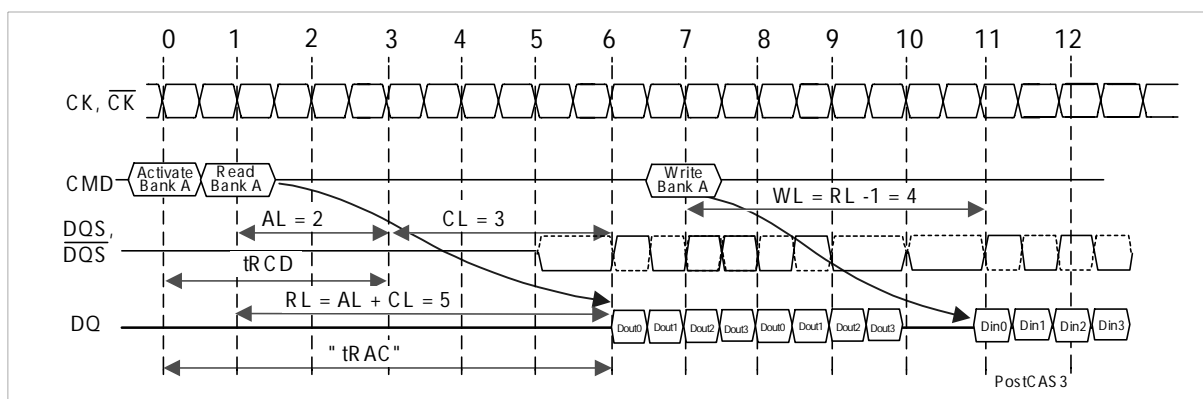 0 1 2 3 4 5 6 7 8 9 10 11 12
CK, CK
CMD
Activate
Bank A
Read
Bank A
Write
Bank A
WL = RL -1 = 4
AL = 2
CL = 3
DQS,
DQS
tRCD
RL = AL + CL = 5
DQ
Dout0 Dout1 Dout2 Dout3 Dout0 Dout1 Dout2 Dout3
Din0 Din1 Din2 Din3
"tRAC"
PostCAS3